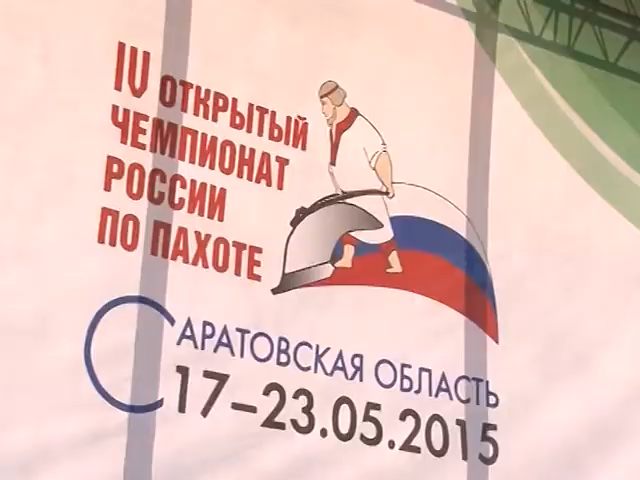 IV ОТКРЫТЫЙ
ЧЕМПИОНАТ
РОССИИ
ПО ПАХОТЕ
САРАТОВСКАЯ ОБЛАСТЬ
17–23.05.2015